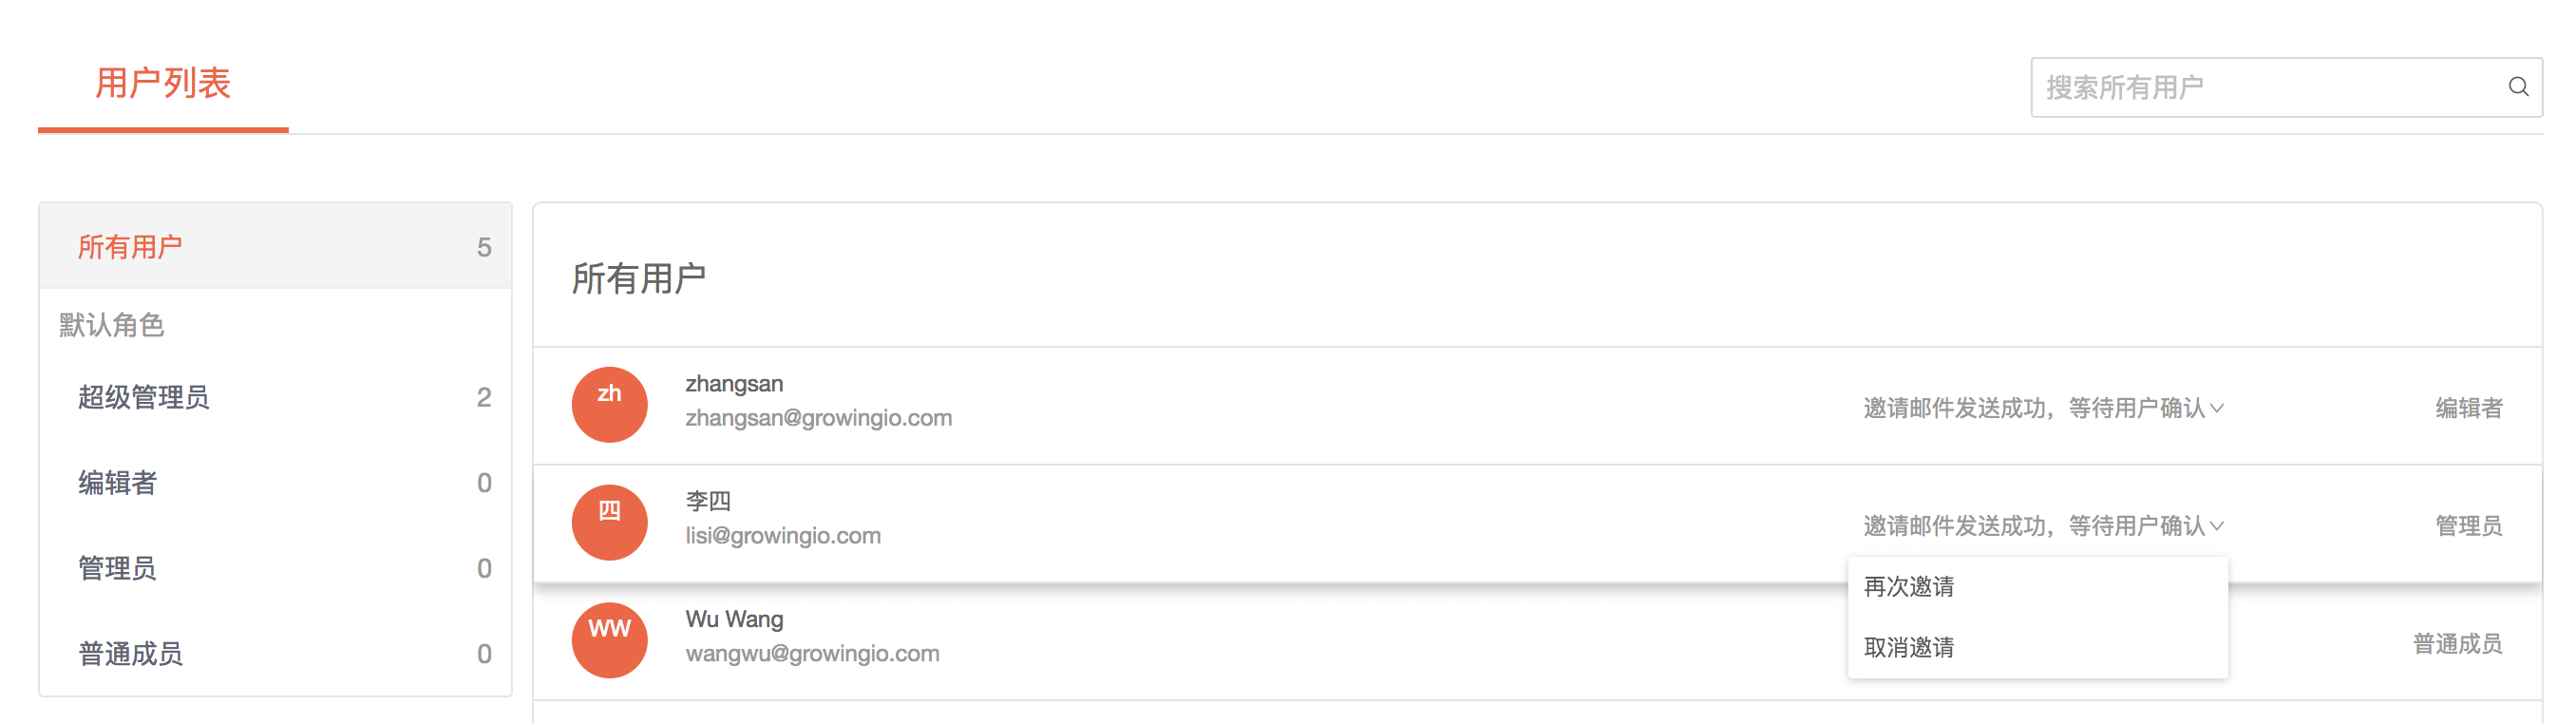 用户列表
搜索所有用户
所有用户 5
默认角色
超级管理员 2
编辑者 0
管理员 0
普通成员 0
所有用户
zh
zhangsan
zhangsan@growingio.com
邀请邮件发送成功，等待用户确认
编辑者
四
李四
lisi@growingio.com
邀请邮件发送成功，等待用户确认
管理员
再次邀请
取消邀请
WW
Wu Wang
wangwu@growingio.com
普通成员